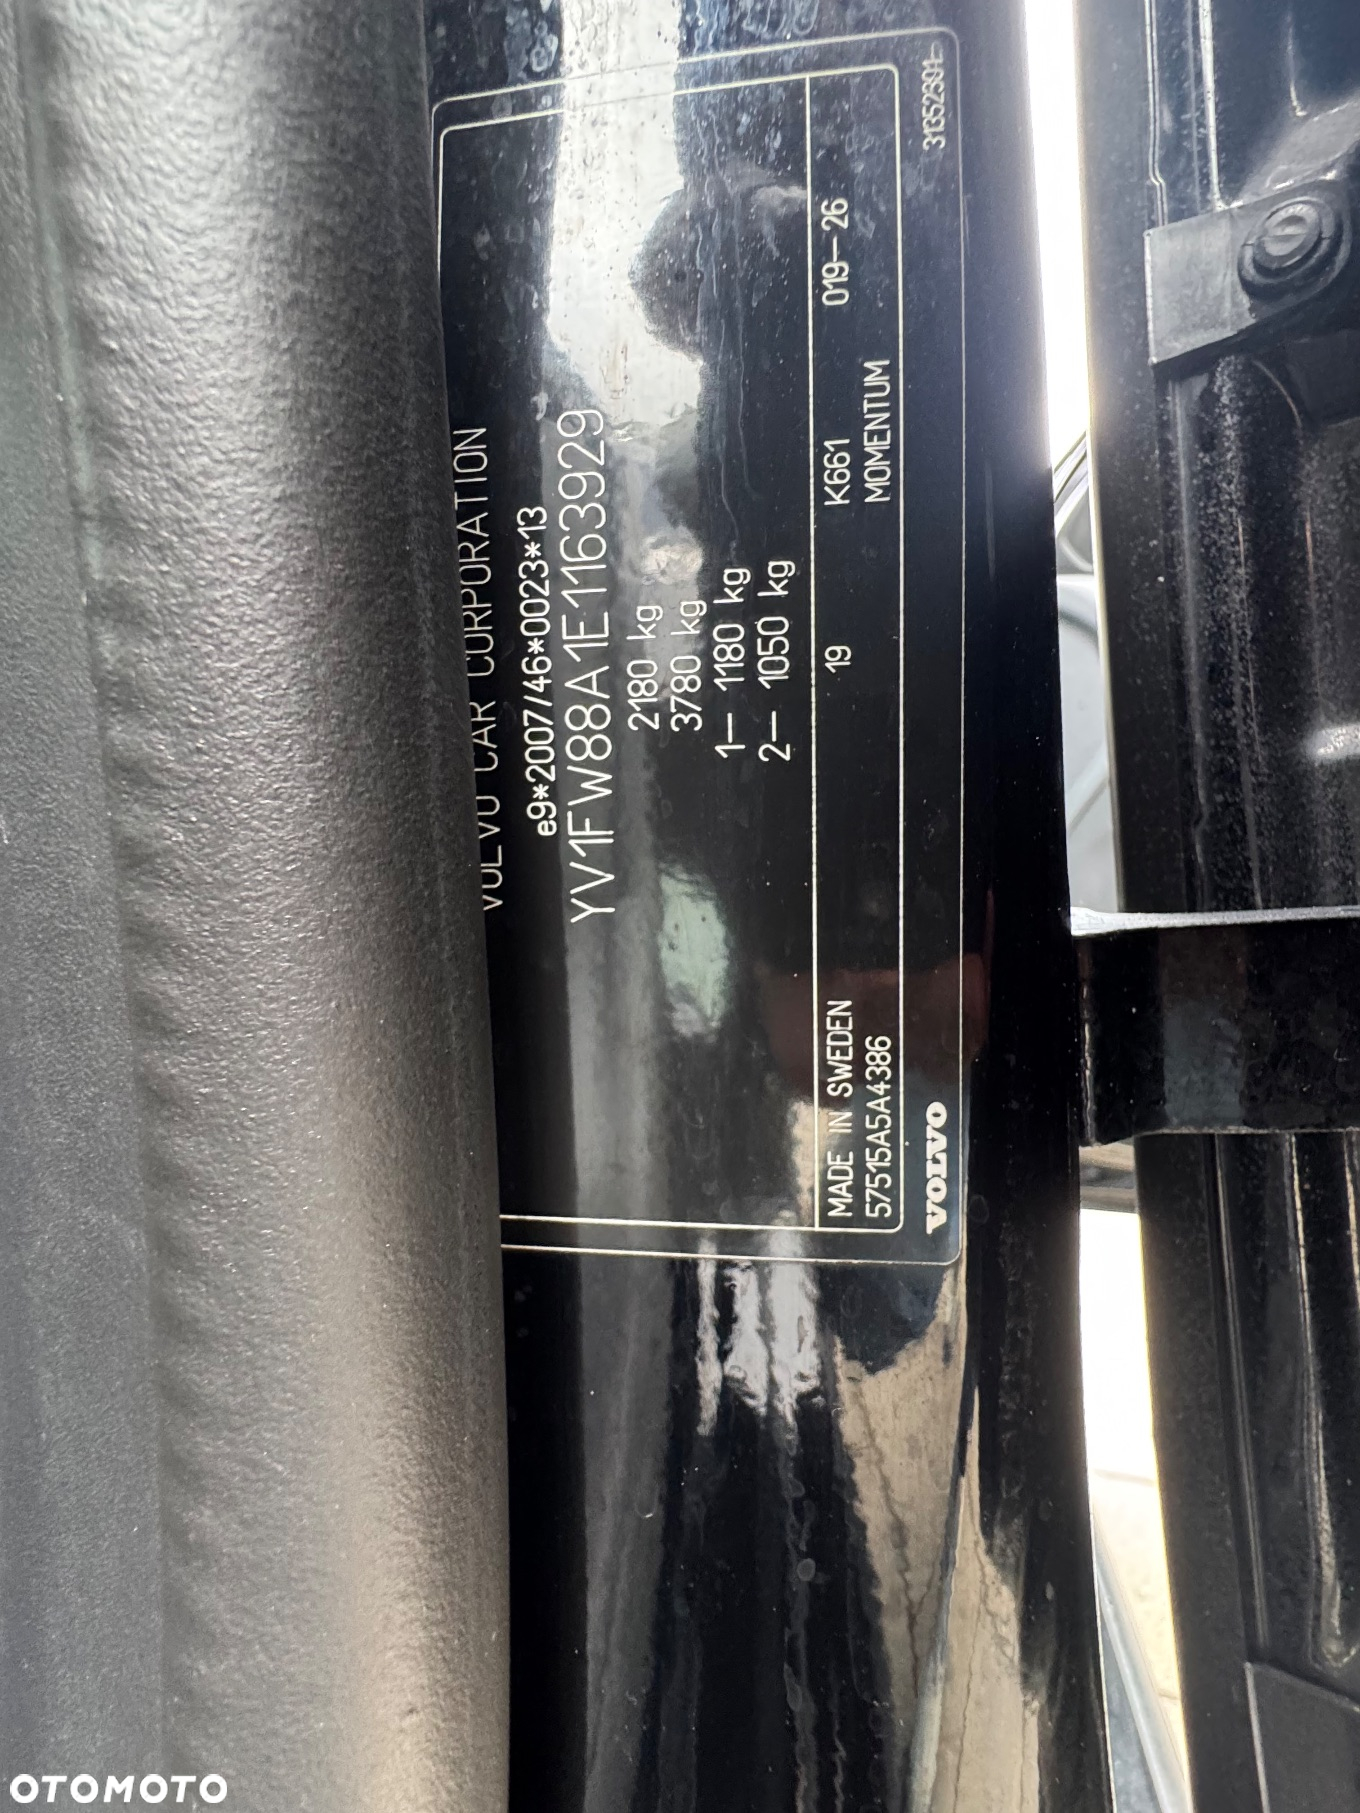 VOLVO CAR CORPORATION
e9*2007/46*0023*13
YV1FW88A1E1163929
2180 kg
3780 kg
1– 1180 kg
2– 1050 kg
MADE IN SWEDEN 19 K661 019–26
57515A5A4386 MOMENTUM
VOLVO 31352391–
OTOMOTO